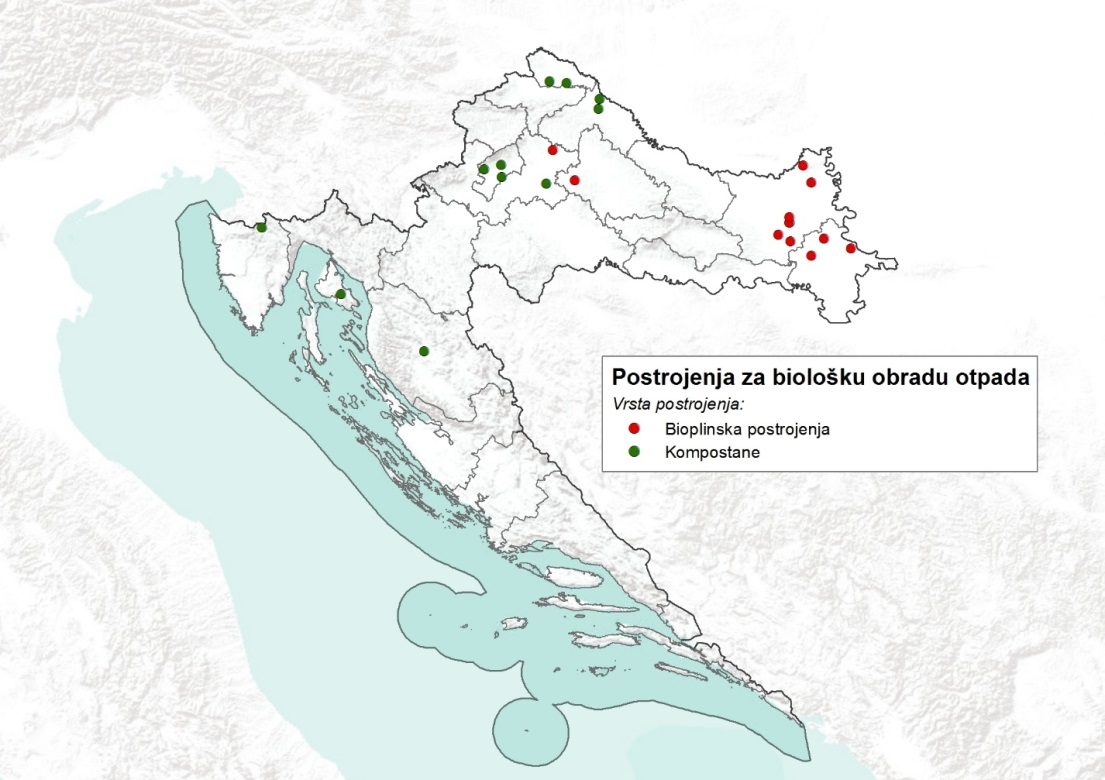 Postrojenja za biološku obradu otpada
Vrsta postrojenja:
Bioplinska postrojenja
Kompostane